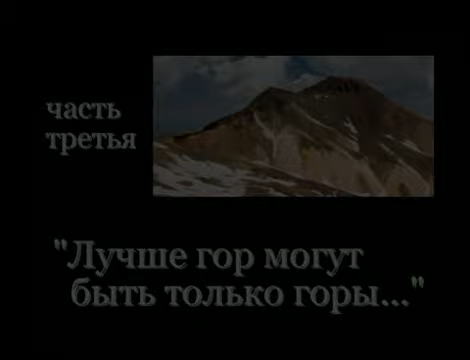 часть
третья
"Лучше гор могут
быть только горы..."